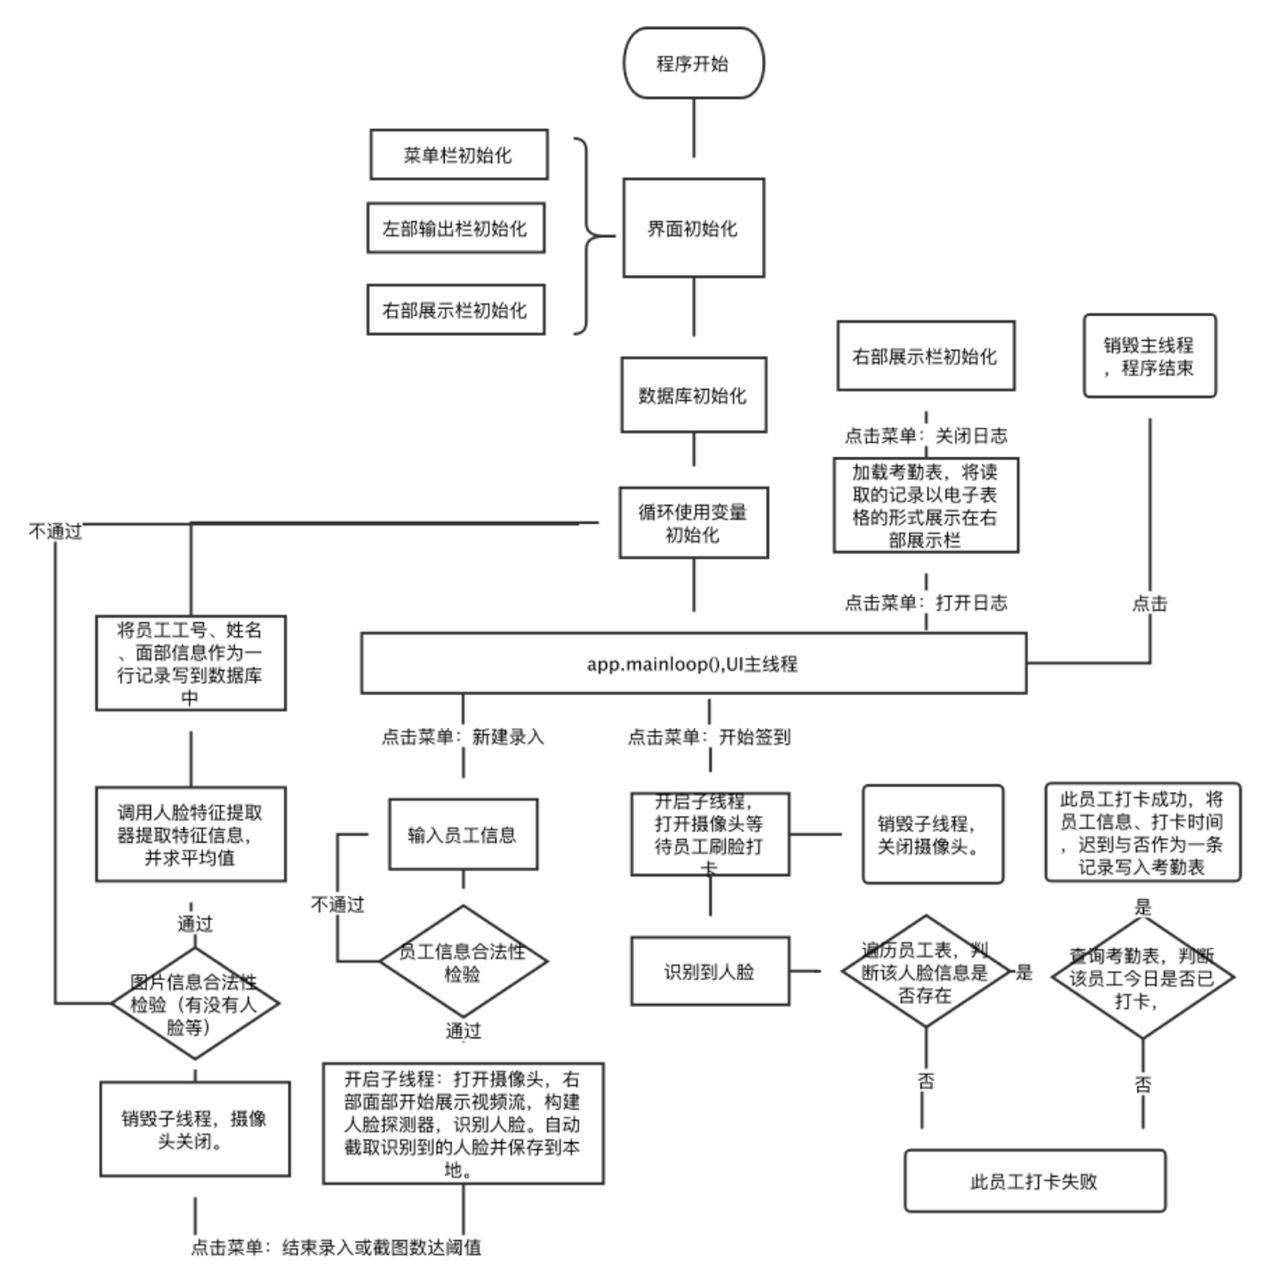 程序开始
菜单栏初始化
左部输出栏初始化
右部展示栏初始化
界面初始化
数据库初始化
循环使用变量
初始化
右部展示栏初始化
点击菜单：关闭日志
加载考勤表，将读
取的记录以电子表
格的形式展示在右
部展示栏
点击菜单：打开日志
销毁主线程
，程序结束
点击
不通过
app.mainloop(),UI主线程
将员工工号、姓名
、面部信息作为一
行记录写到数据库
中
调用人脸特征提取
器提取特征信息，
并求平均值
通过
图片信息合法性
检验（有没有人
脸等）
销毁子线程，摄像
头关闭。
点击菜单：新建录入
输入员工信息
不通过
员工信息合法性
检验
通过
开启子线程：打开摄像头，右
部面部开始展示视频流，构建
人脸探测器，识别人脸。自动
截取识别到的人脸并保存到本
地。
点击菜单：结束录入或截图数达阈值
点击菜单：开始签到
开启子线程，
打开摄像头等
待员工刷脸打
卡
销毁子线程，
关闭摄像头。
识别到人脸
遍历员工表，判
断该人脸信息是
否存在
是
否
此员工打卡成功，将
员工信息、打卡时间
，迟到与否作为一条
记录写入考勤表
是
查询考勤表，判断
该员工今日是否已
打卡，
否
此员工打卡失败